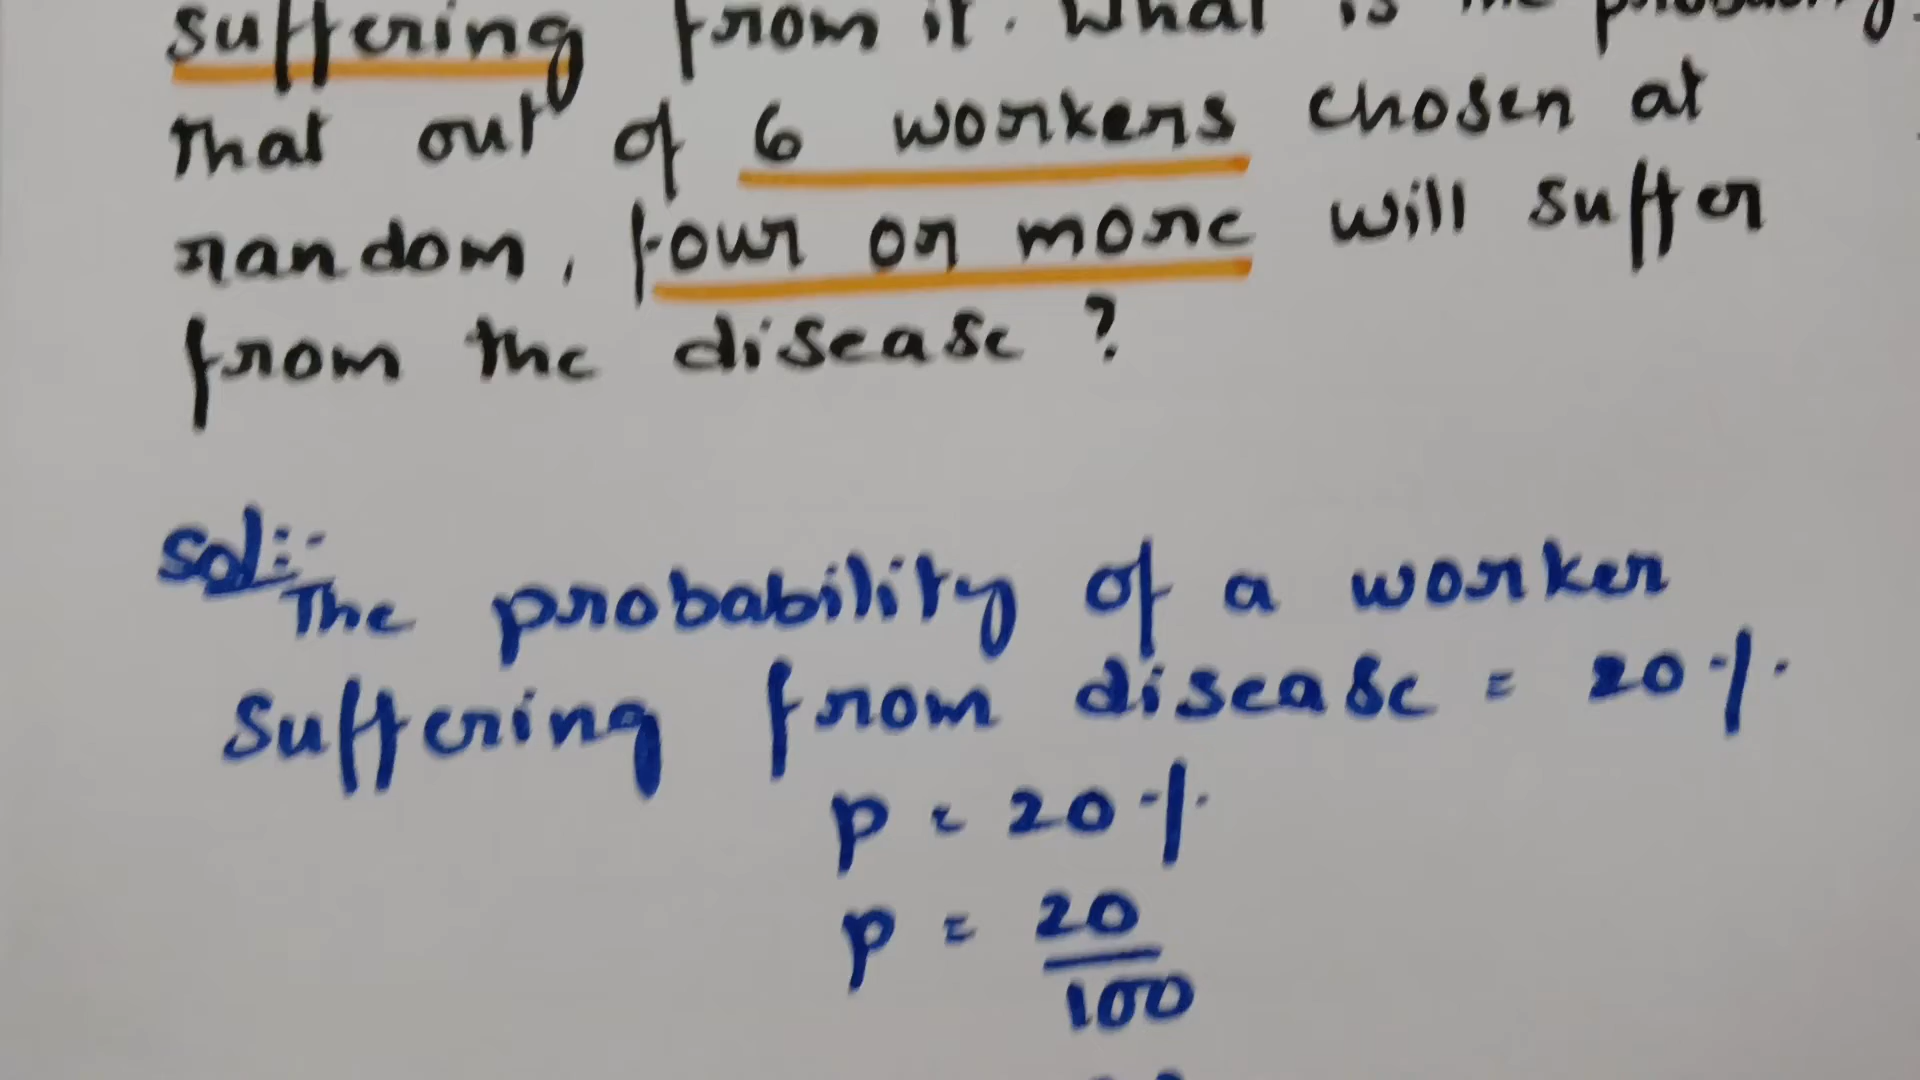 suffering from it. What is the probability
that out of 6 workers chosen at
random, four or more will suffer
from the disease ?
Sol:-
The probability of a worker
suffering from disease = 20 %
p = 20 %
p = 20
100